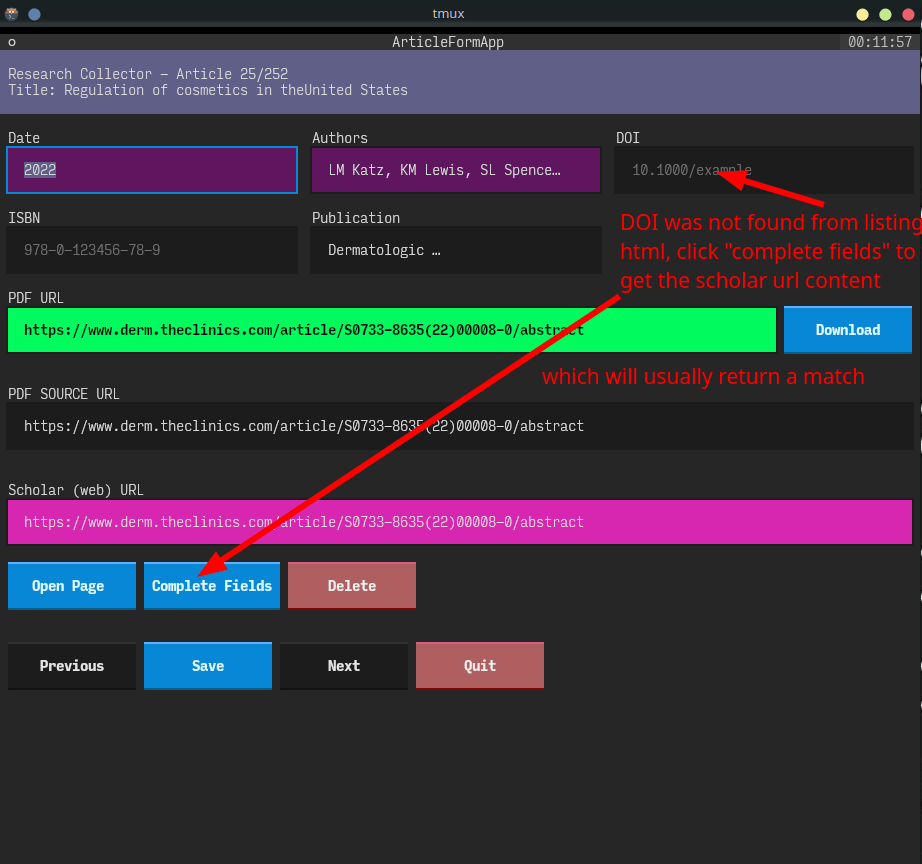 tmux
ArticleFormApp 00:11:57
Research Collector – Article 25/252
Title: Regulation of cosmetics in theUnited States
Date Authors DOI
2022 LM Katz, KM Lewis, SL Spence… 10.1000/example
ISBN Publication
978-0-123456-78-9 Dermatologic …
DOI was not found from listing
html, click "complete fields" to
get the scholar url content
PDF URL
https://www.derm.theclinics.com/article/S0733-8635(22)00008-0/abstract Download
which will usually return a match
PDF SOURCE URL
https://www.derm.theclinics.com/article/S0733-8635(22)00008-0/abstract
Scholar (web) URL
https://www.derm.theclinics.com/article/S0733-8635(22)00008-0/abstract
Open Page Complete Fields Delete
Previous Save Next Quit